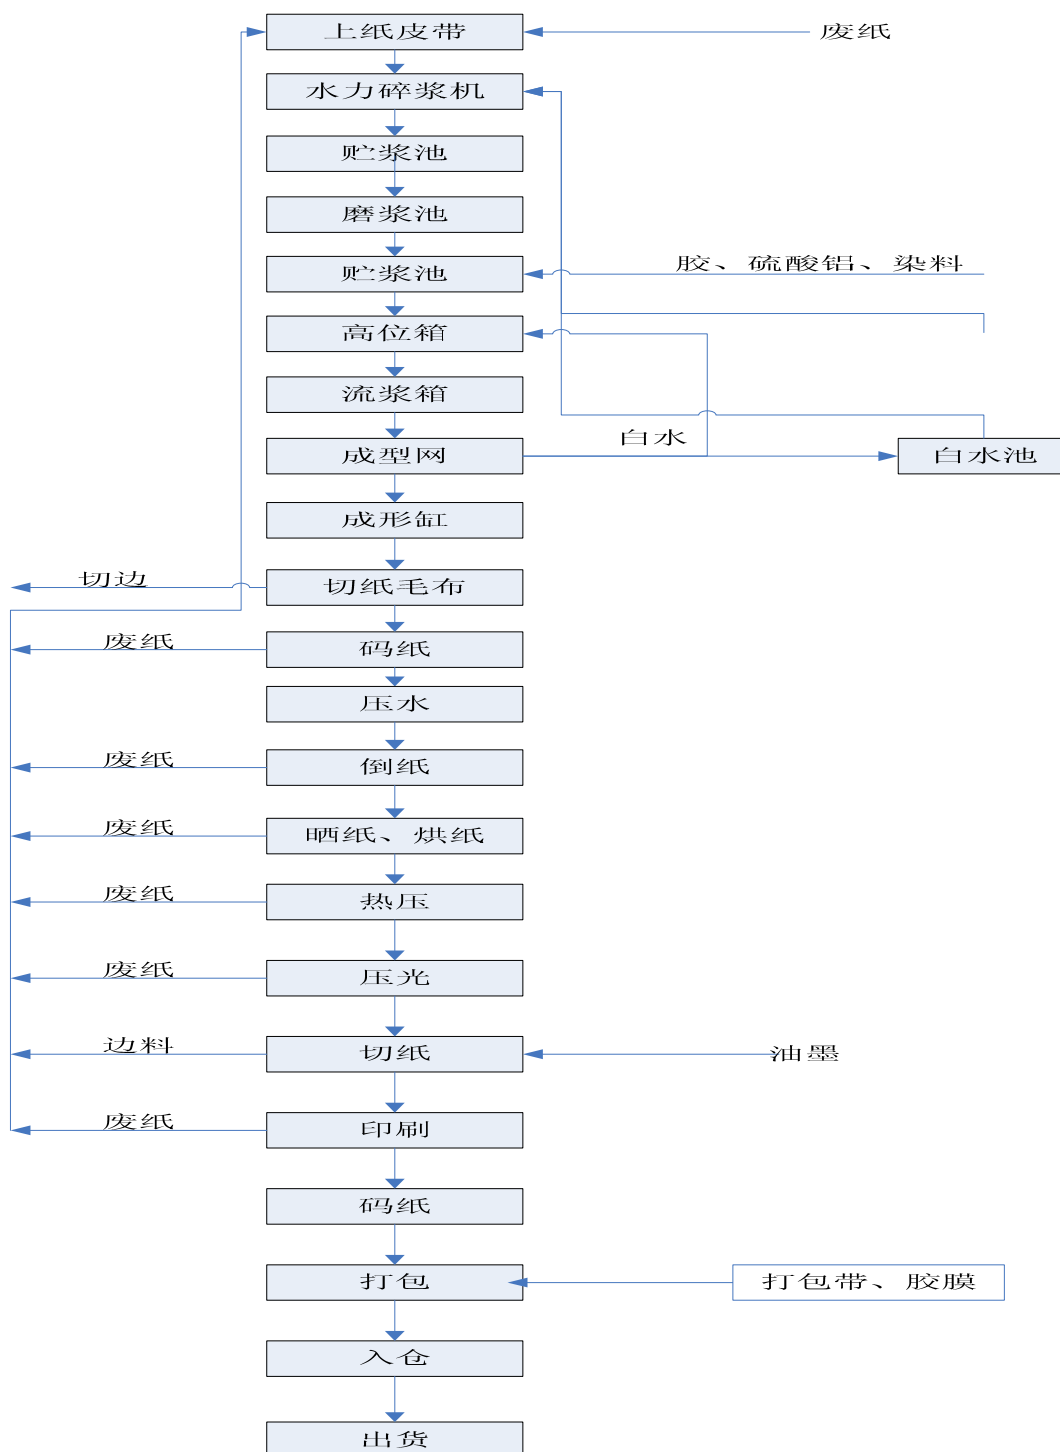 上纸皮带
废纸
水力碎浆机
贮浆池
磨浆池
贮浆池
胶、硫酸铝、染料
高位箱
流浆箱
成型网
白水
白水池
成形缸
切边
切纸毛布
废纸
码纸
压水
废纸
倒纸
废纸
晒纸、烘纸
废纸
热压
废纸
压光
边料
切纸
油墨
废纸
印刷
码纸
打包
打包带、胶膜
入仓
出货